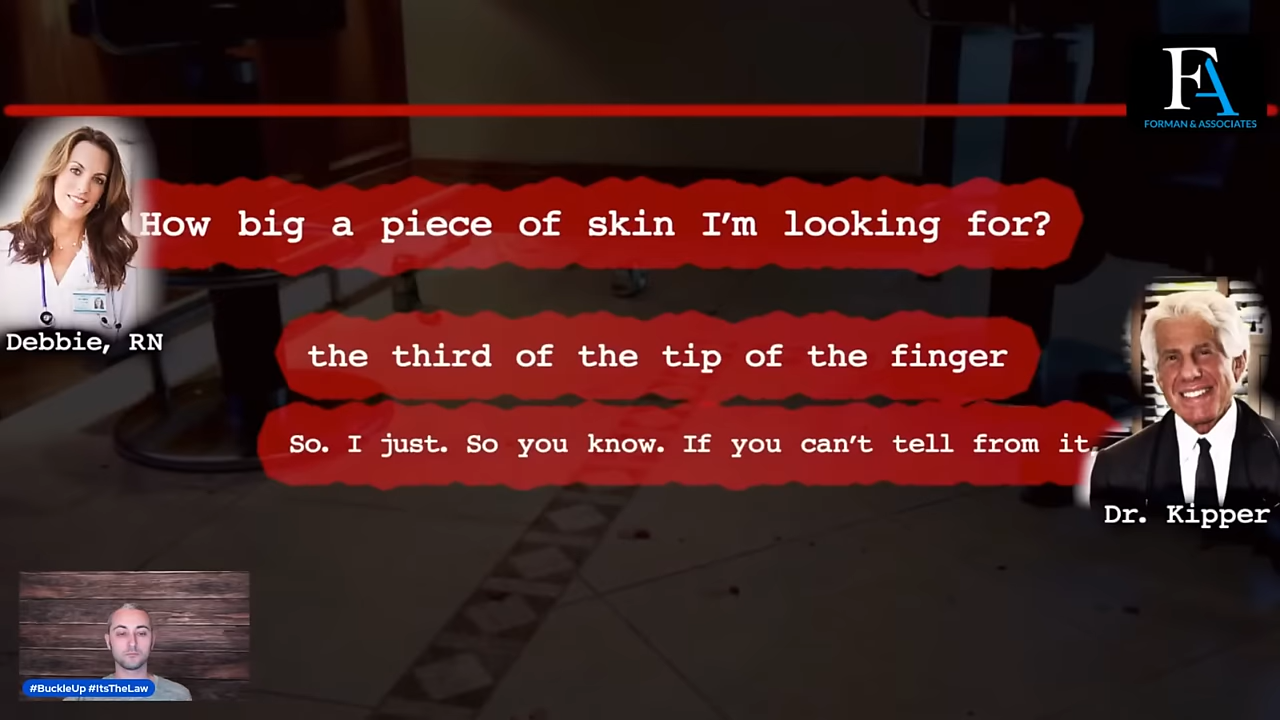 FA
FORMAN & ASSOCIATES
How big a piece of skin I'm looking for?
Debbie, RN
the third of the tip of the finger
So. I just. So you know. If you can't tell from it.
Dr. Kipper
#BuckleUp #ItsTheLaw